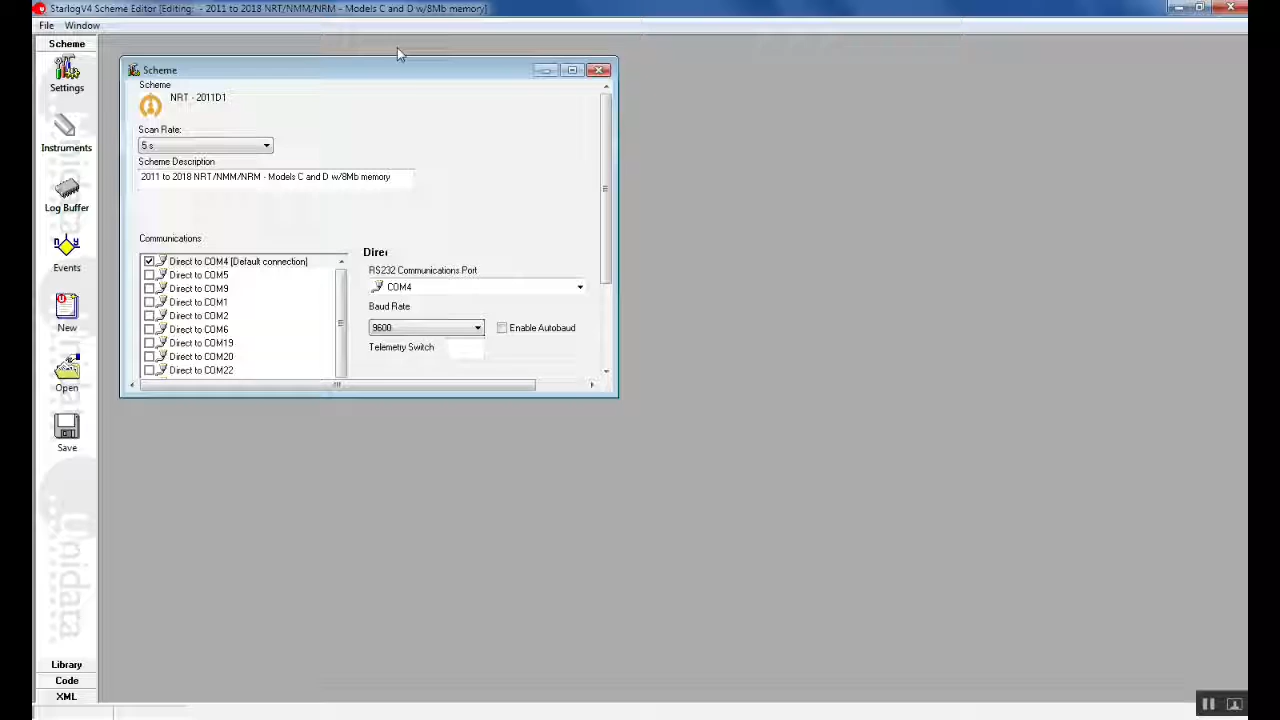 StarlogV4 Scheme Editor [Editing: - 2011 to 2018 NRT/NMM/NRM - Models C and D w/8Mb memory]
File Window
Scheme
Settings
Instruments
Log Buffer
Events
New
Open
Save
Unidata
Unidata
Library
Code
XML
Scheme
Scheme
NRT - 2011D1
Scan Rate:
5 s
Scheme Description
2011 to 2018 NRT/NMM/NRM - Models C and D w/8Mb memory
Communications
Direct to COM4 [Default connection)
Direct to COM5
Direct to COM9
Direct to COM1
Direct to COM2
Direct to COM6
Direct to COM19
Direct to COM20
Direct to COM22
Direc
RS232 Communications Port
COM4
Baud Rate
9600
Enable Autobaud
Telemetry Switch